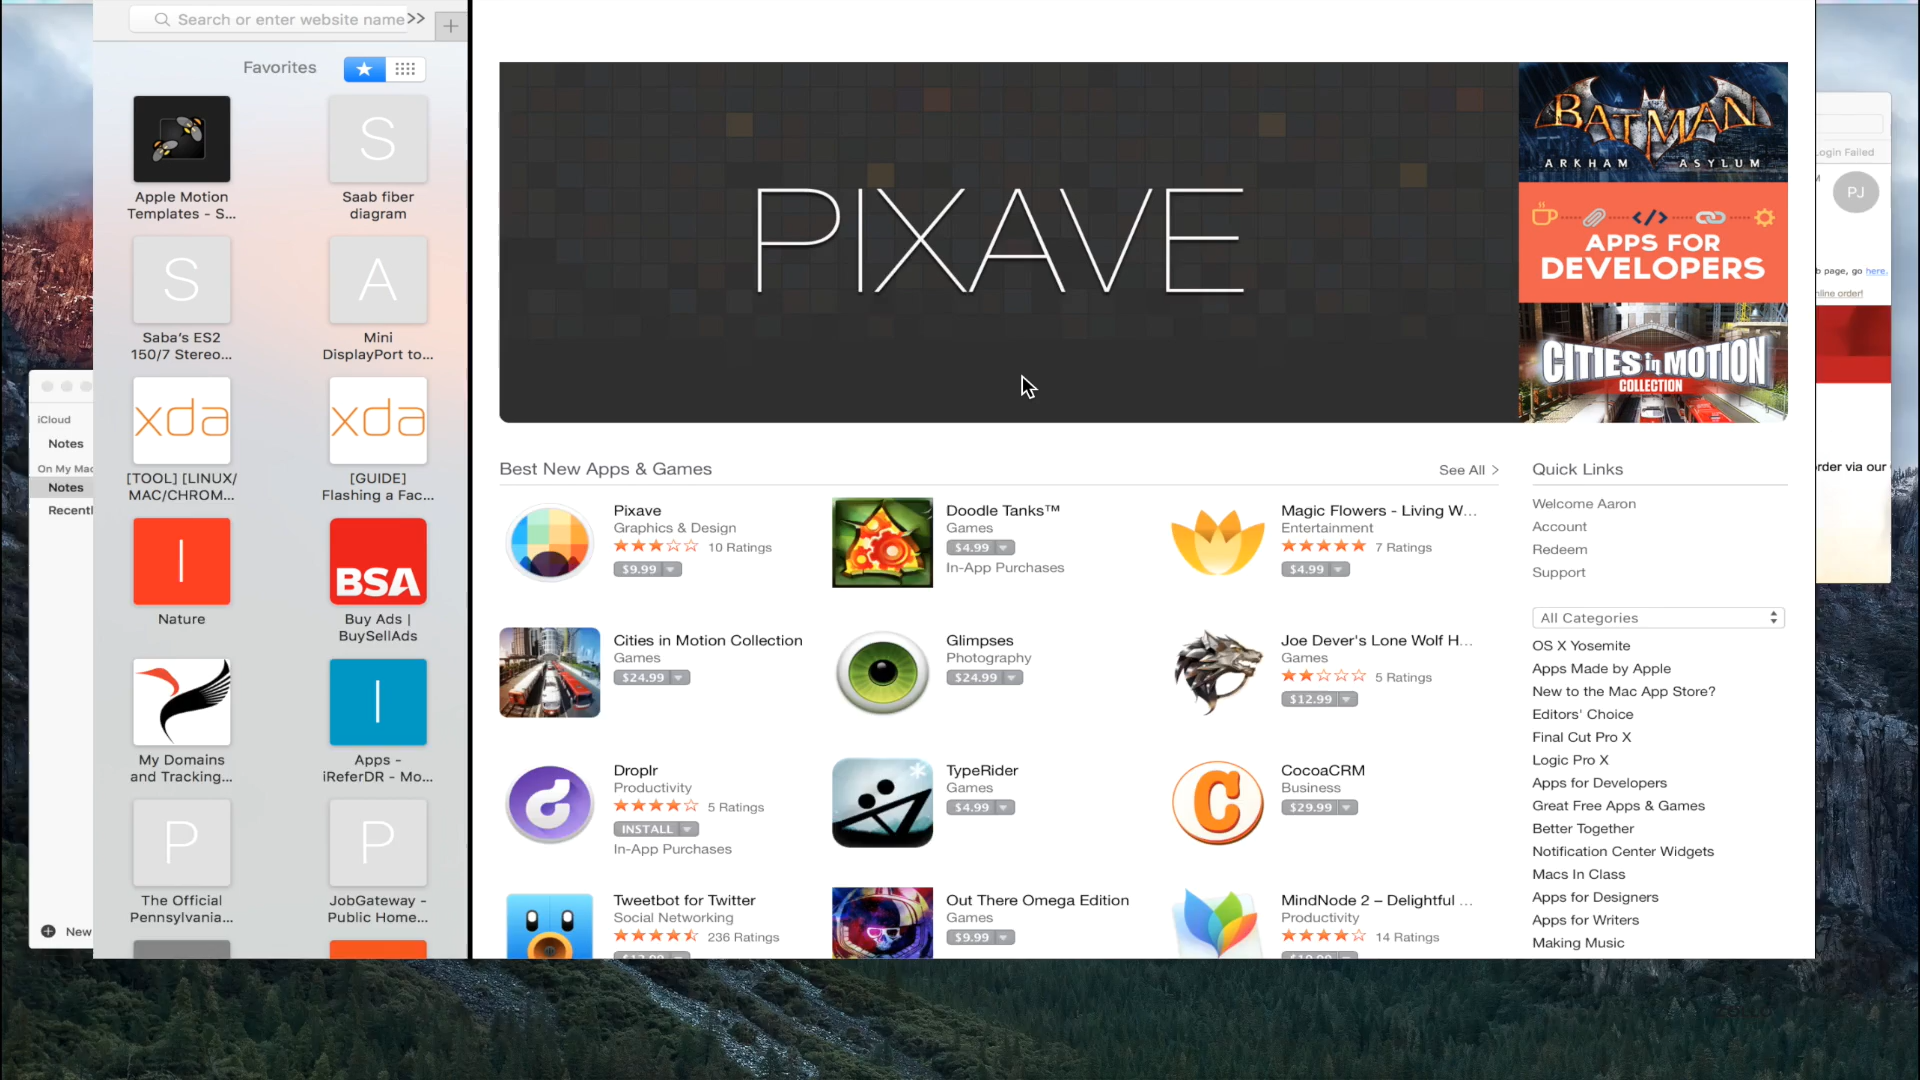 Search or enter website name
Favorites
Apple Motion
Templates - S...
S
Saab fiber
diagram
S
Saba's ES2
150/7 Stereo...
A
Mini
DisplayPort to...
xda
[TOOL] [LINUX/
MAC/CHROM...
xda
[GUIDE]
Flashing a Fac...
I
Nature
BSA
Buy Ads |
BuySellAds
My Domains
and Tracking...
I
Apps -
iReferDR - Mo...
P
The Official
Pennsylvania...
P
JobGateway -
Public Home...
iCloud
Notes
On My Mac
Notes
Recentl
New
PIXAVE
BATMAN
ARKHAM ASYLUM
APPS FOR
DEVELOPERS
CITIES in MOTION
COLLECTION
Best New Apps & Games
See All >
Pixave
Graphics & Design
10 Ratings
$9.99
Doodle Tanks™
Games
$4.99
In-App Purchases
Magic Flowers - Living W...
Entertainment
7 Ratings
$4.99
Cities in Motion Collection
Games
$24.99
Glimpses
Photography
$24.99
Joe Dever's Lone Wolf H...
Games
5 Ratings
$12.99
Droplr
Productivity
5 Ratings
INSTALL
In-App Purchases
TypeRider
Games
$4.99
CocoaCRM
Business
$29.99
Tweetbot for Twitter
Social Networking
236 Ratings
Out There Omega Edition
Games
$9.99
MindNode 2 – Delightful ...
Productivity
14 Ratings
Quick Links
Welcome Aaron
Account
Redeem
Support
All Categories
OS X Yosemite
Apps Made by Apple
New to the Mac App Store?
Editors' Choice
Final Cut Pro X
Logic Pro X
Apps for Developers
Great Free Apps & Games
Better Together
Notification Center Widgets
Macs In Class
Apps for Designers
Apps for Writers
Making Music
Login Failed
PJ
b page, go here.
nline order!
rder via our